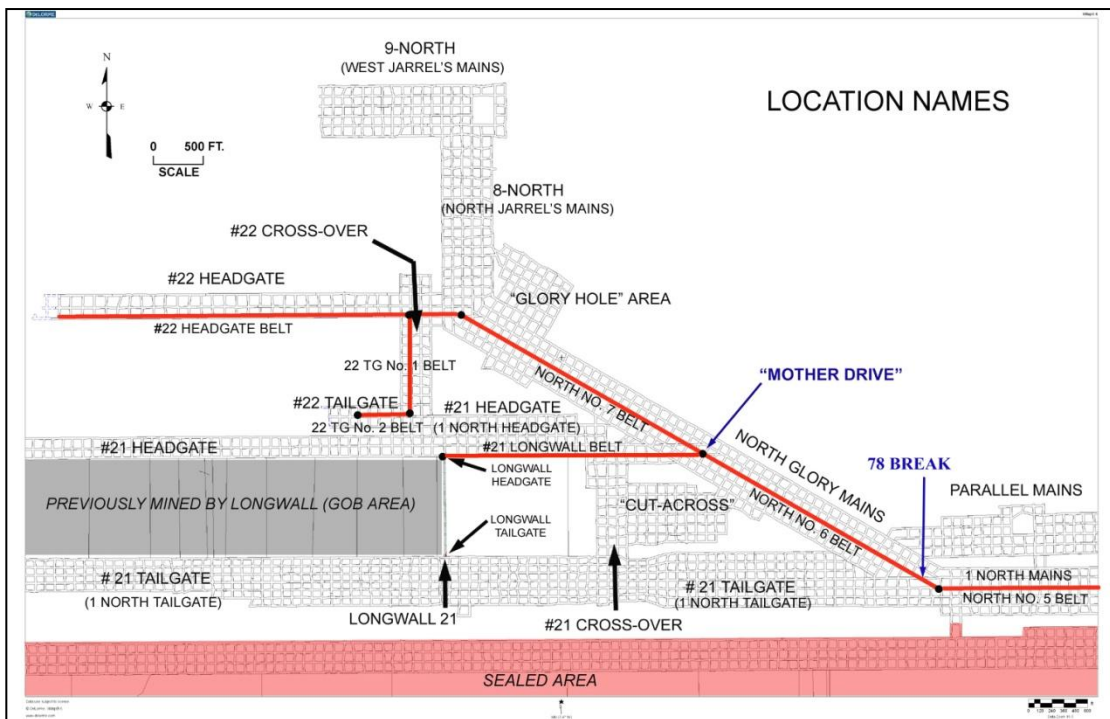 DELORME
9-NORTH
(WEST JARREL'S MAINS)
LOCATION NAMES
N
W E
0 500 FT.
SCALE
8-NORTH
(NORTH JARREL'S MAINS)
#22 CROSS-OVER
#22 HEADGATE
"GLORY HOLE" AREA
#22 HEADGATE BELT
22 TG No. 1 BELT
NORTH NO. 7 BELT
"MOTHER DRIVE"
#22 TAILGATE
22 TG No. 2 BELT
#21 HEADGATE
(1 NORTH HEADGATE)
#21 HEADGATE
#21 LONGWALL BELT
NORTH GLORY MAINS
78 BREAK
LONGWALL
HEADGATE
PARALLEL MAINS
PREVIOUSLY MINED BY LONGWALL (GOB AREA)
"CUT-ACROSS"
NORTH NO. 6 BELT
LONGWALL
TAILGATE
# 21 TAILGATE
(1 NORTH TAILGATE)
# 21 TAILGATE
(1 NORTH TAILGATE)
1 NORTH MAINS
NORTH NO. 5 BELT
LONGWALL 21
#21 CROSS-OVER
SEALED AREA